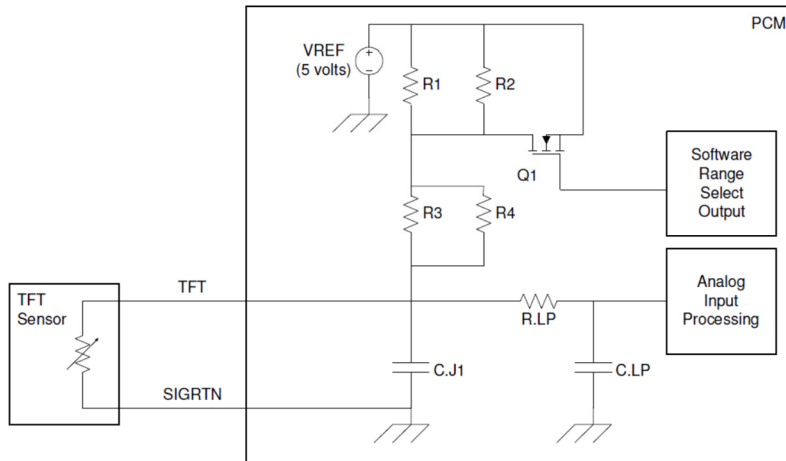 PCM
VREF
(5 volts)
R1
R2
Q1
Software
Range
Select
Output
R3
R4
TFT
Sensor
TFT
R.LP
Analog
Input
Processing
C.J1
C.LP
SIGRTN